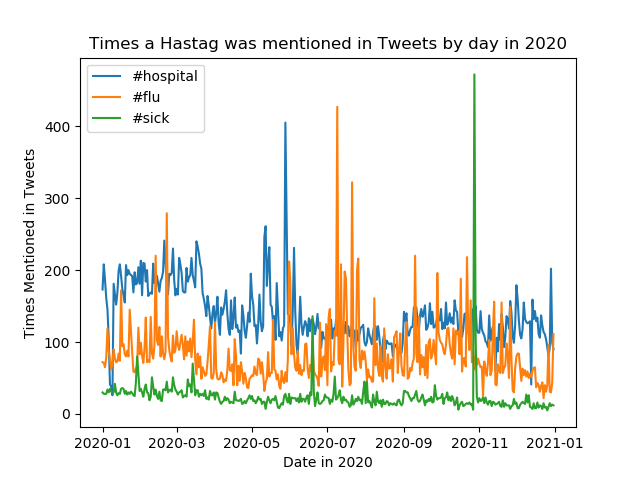 Times a Hastag was mentioned in Tweets by day in 2020
#hospital
#flu
#sick
Times Mentioned in Tweets
400
300
200
100
0
2020-01 2020-03 2020-05 2020-07 2020-09 2020-11 2021-01
Date in 2020